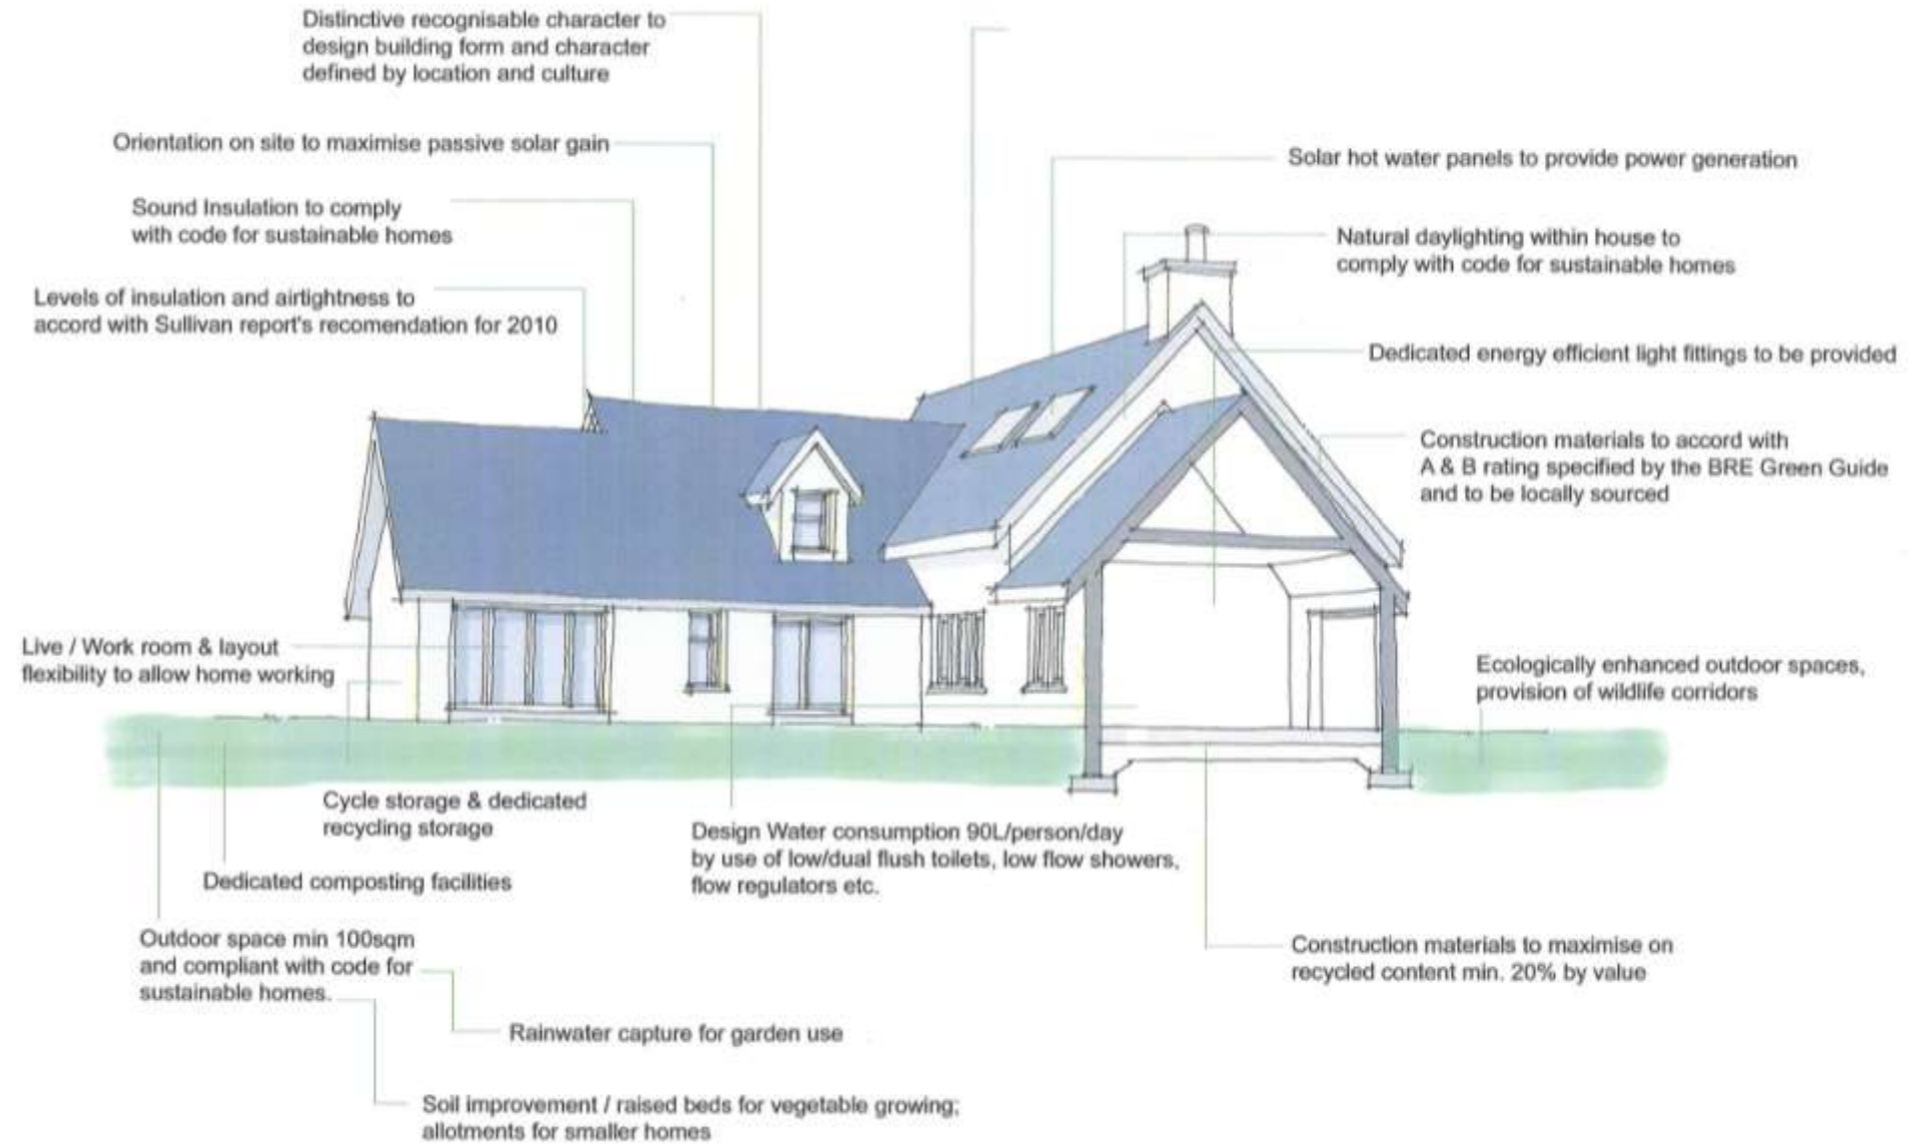 Distinctive recognisable character to
design building form and character
defined by location and culture
Orientation on site to maximise passive solar gain
Solar hot water panels to provide power generation
Sound Insulation to comply
with code for sustainable homes
Natural daylighting within house to
comply with code for sustainable homes
Levels of insulation and airtightness to
accord with Sullivan report's recomendation for 2010
Dedicated energy efficient light fittings to be provided
Construction materials to accord with
A & B rating specified by the BRE Green Guide
and to be locally sourced
Live / Work room & layout
flexibility to allow home working
Ecologically enhanced outdoor spaces,
provision of wildlife corridors
Cycle storage & dedicated
recycling storage
Design Water consumption 90L/person/day
by use of low/dual flush toilets, low flow showers,
flow regulators etc.
Dedicated composting facilities
Outdoor space min 100sqm
and compliant with code for
sustainable homes.
Construction materials to maximise on
recycled content min. 20% by value
Rainwater capture for garden use
Soil improvement / raised beds for vegetable growing;
allotments for smaller homes